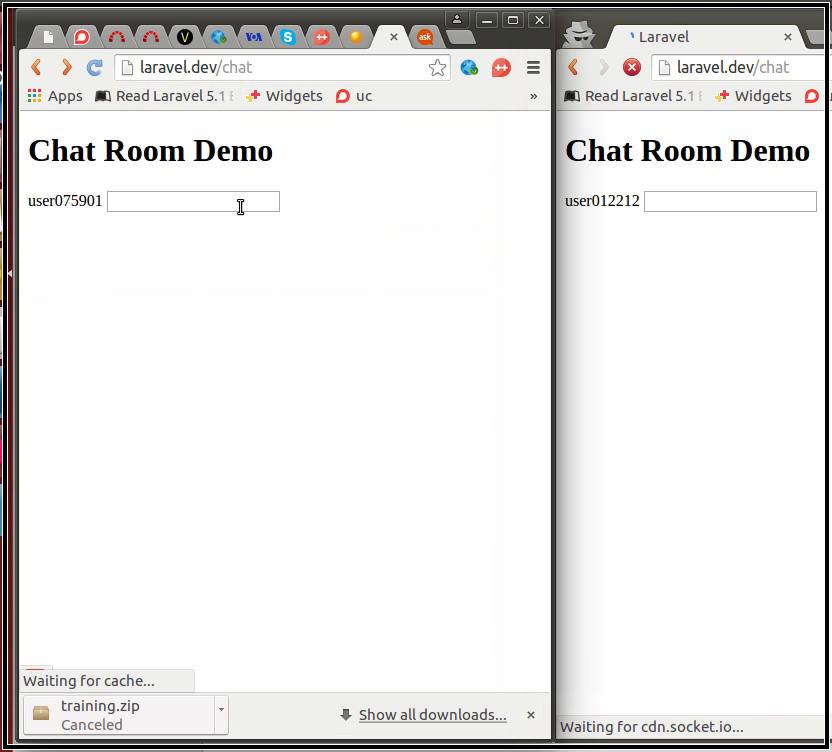 V VOA S ask
Laravel
laravel.dev/chat
laravel.dev/chat
Apps Read Laravel 5.1 Widgets uc »
Read Laravel 5.1 Widgets
Chat Room Demo
Chat Room Demo
user075901
user012212
Waiting for cache...
training.zip
Canceled
Show all downloads...
Waiting for cdn.socket.io...